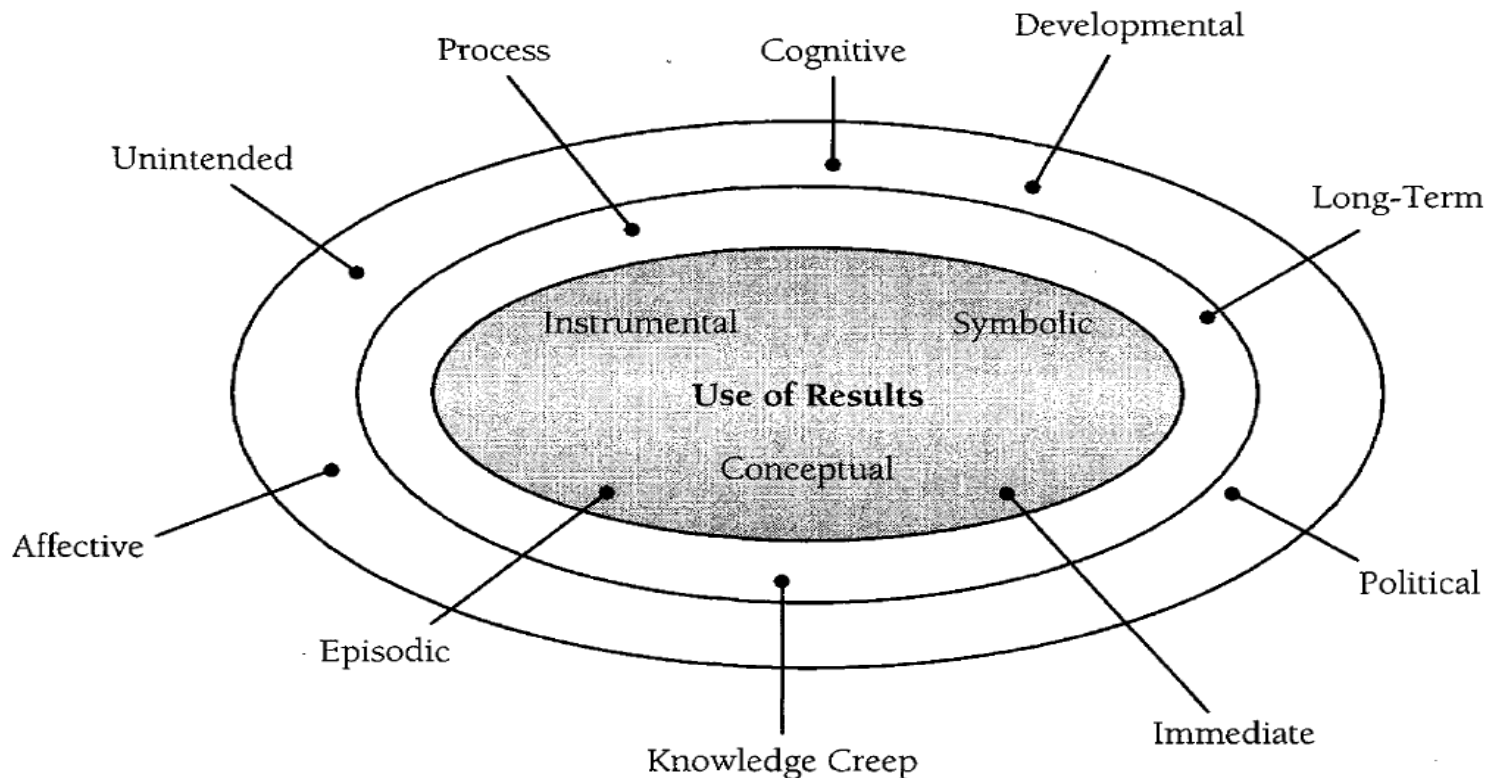 Developmental
Process
Cognitive
Unintended
Long-Term
Instrumental
Symbolic
Use of Results
Conceptual
Affective
Political
Episodic
Immediate
Knowledge Creep